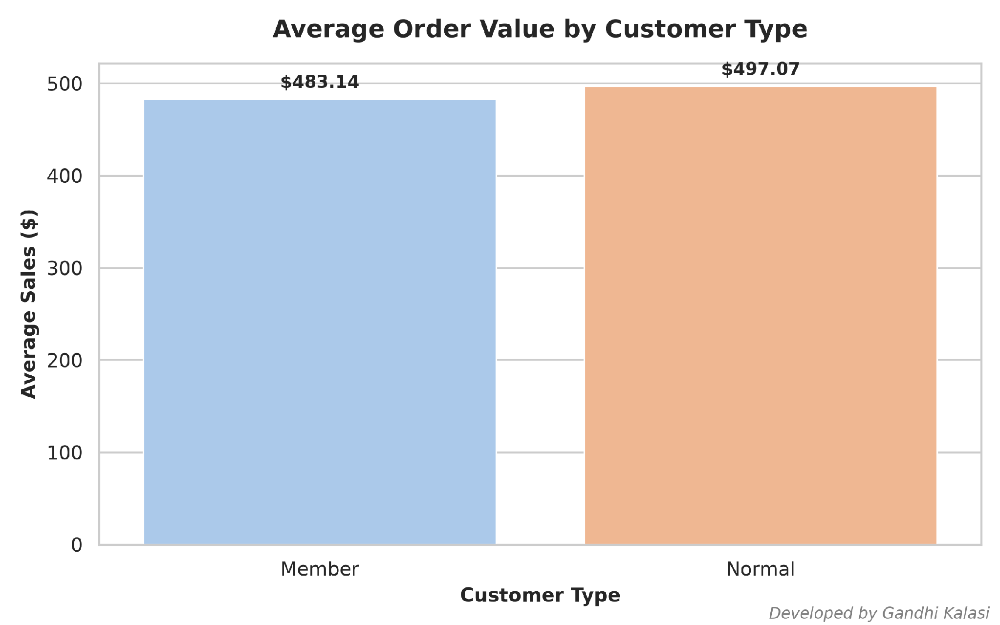 Average Order Value by Customer Type
$483.14
$497.07
500
400
300
200
100
0
Average Sales ($)
Member
Normal
Customer Type
Developed by Gandhi Kalasi